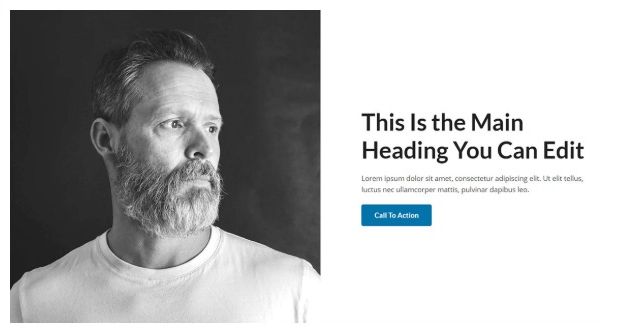 This Is the Main
Heading You Can Edit
Lorem ipsum dolor sit amet, consectetur adipiscing elit. Ut elit tellus,
luctus nec ullamcorper mattis, pulvinar dapibus leo.
Call To Action